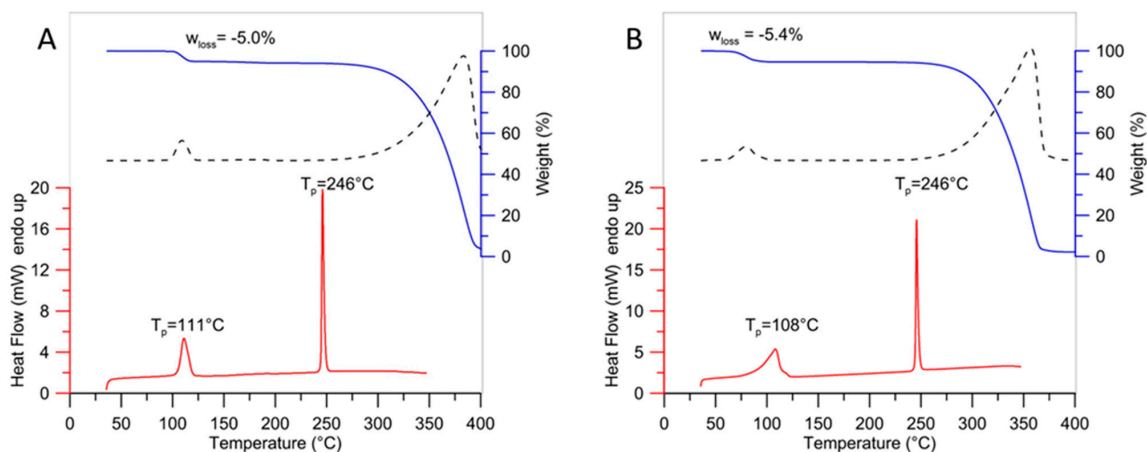 A
w_loss = -5.0%
100
80
60
40
20
0
Weight (%)
T_p=246°C
T_p=111°C
20
16
12
8
4
0
Heat Flow (mW) endo up
0 50 100 150 200 250 300 350 400
Temperature (°C)
B
w_loss = -5.4%
100
80
60
40
20
0
Weight (%)
T_p=246°C
T_p=108°C
25
20
15
10
5
0
Heat Flow (mW) endo up
0 50 100 150 200 250 300 350 400
Temperature (°C)